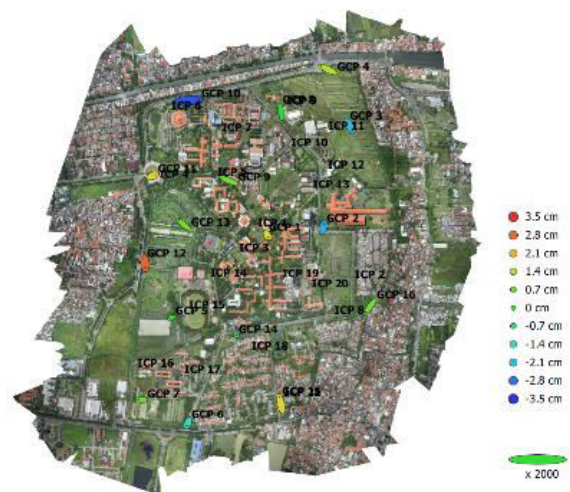 GCP 4
GCP 10
ICP 6
GCP 3
ICP 7
ICP 11
ICP 10
ICP 12
GCP 11
GCP 9
ICP 13
GCP 13
GCP 1
GCP 2
ICP 3
GCP 12
ICP 14
ICP 19
ICP 2
ICP 20
GCP 16
ICP 15
GCP 5
ICP 8
GCP 14
ICP 18
ICP 16
ICP 17
GCP 7
GCP 6
3.5 cm
2.8 cm
2.1 cm
1.4 cm
0.7 cm
0 cm
-0.7 cm
-1.4 cm
-2.1 cm
-2.8 cm
-3.5 cm
x 2000